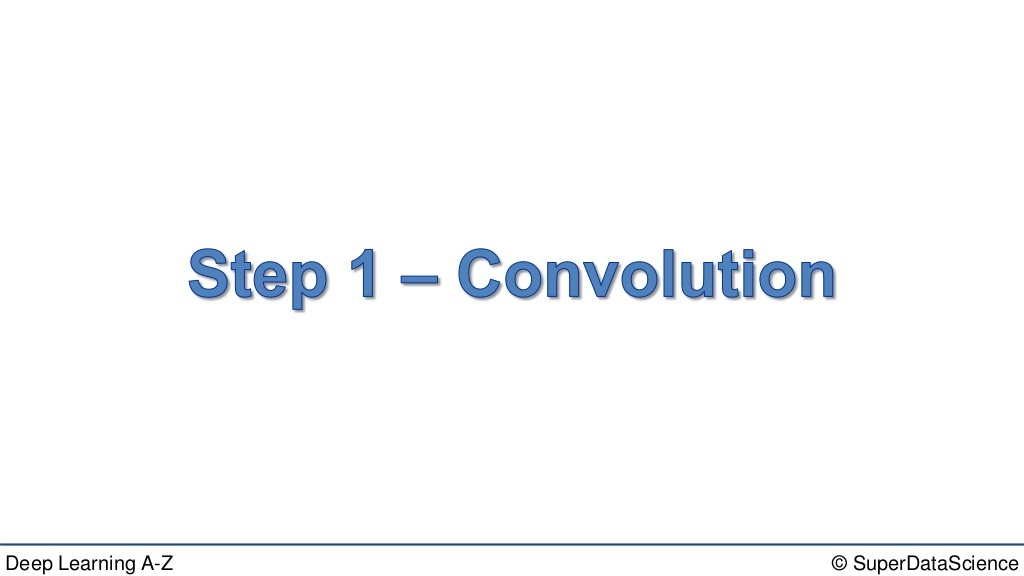 Step 1 – Convolution
Deep Learning A-Z
© SuperDataScience